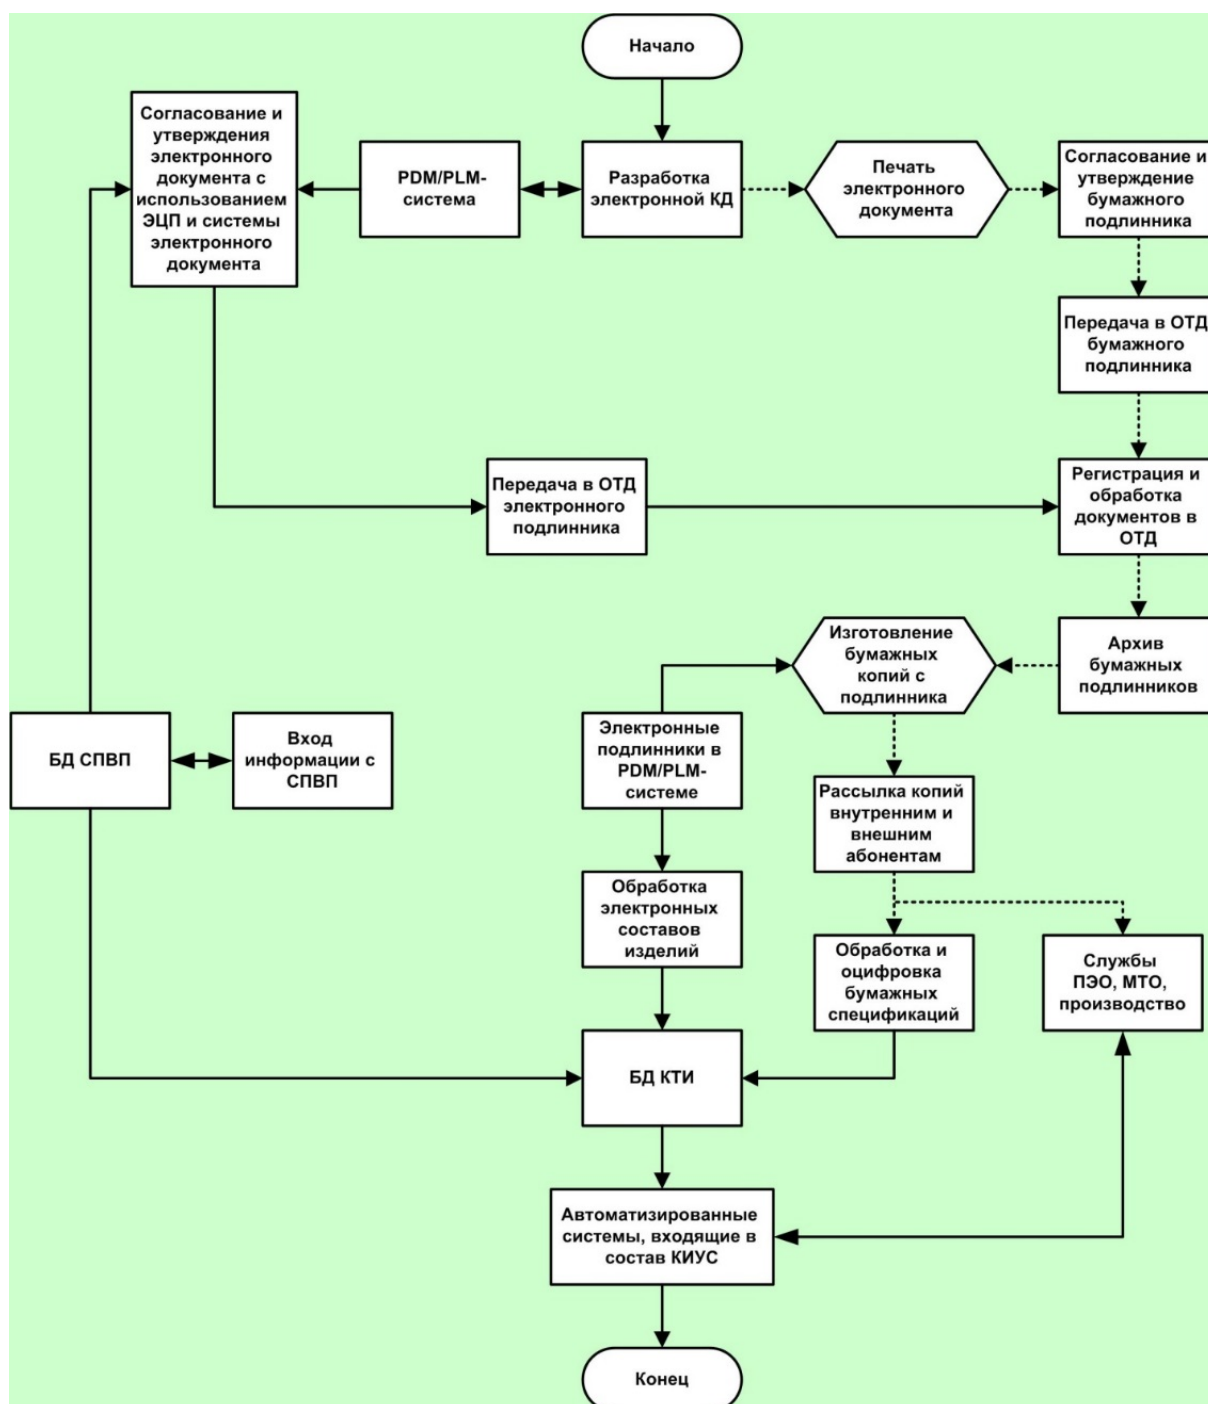 Начало
Согласование и
утверждения
электронного
документа с
использованием
ЭЦП и системы
электронного
документа
PDM/PLM-
система
Разработка
электронной КД
Печать
электронного
документа
Согласование и
утверждение
бумажного
подлинника
Передача в ОТД
бумажного
подлинника
Передача в ОТД
электронного
подлинника
Регистрация и
обработка
документов в
ОТД
Изготовление
бумажных
копий с
подлинника
Архив
бумажных
подлинников
БД СПВП
Вход
информации с
СПВП
Электронные
подлинники в
PDM/PLM-
системе
Рассылка копий
внутренним и
внешним
абонентам
Обработка
электронных
составов
изделий
Обработка и
оцифровка
бумажных
спецификаций
Службы
ПЭО, МТО,
производство
БД КТИ
Автоматизированные
системы, входящие в
состав КИУС
Конец